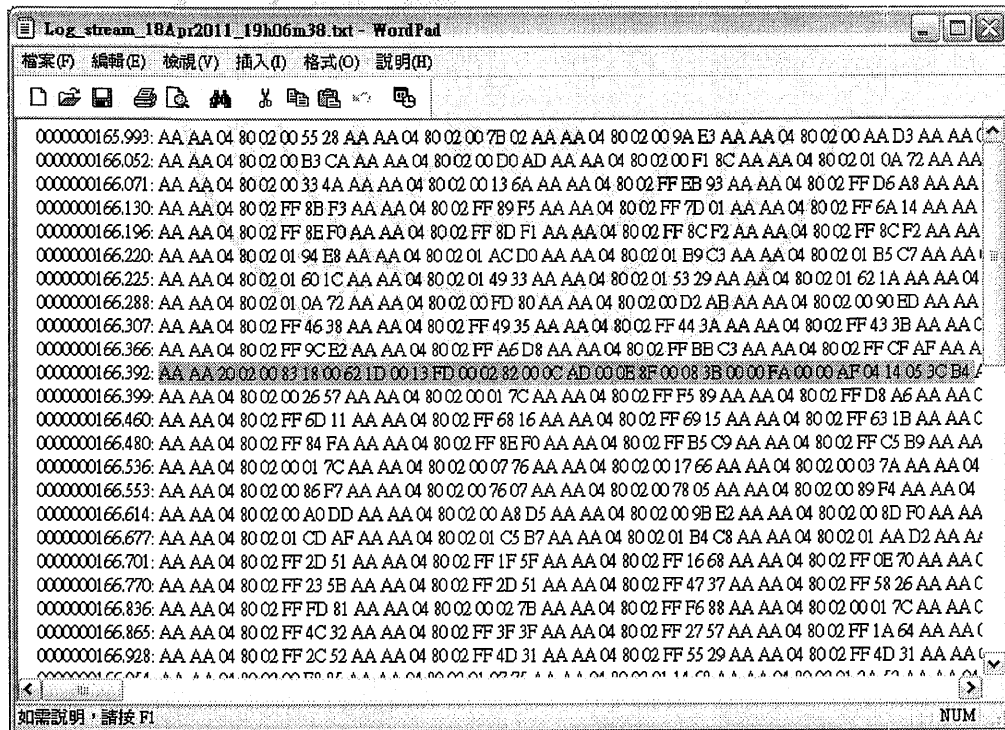 Log_stream_18Apr2011_19h06m38.txt - WordPad
檔案(F) 編輯(E) 檢視(V) 插入(I) 格式(O) 說明(H)
0000000165.993: AA AA 04 80 02 00 55 28 AA AA 04 80 02 00 7B 02 AA AA 04 80 02 00 9A E3 AA AA 04 80 02 00 AA D3 AA AA
0000000166.052: AA AA 04 80 02 00 B3 CA AA AA 04 80 02 00 D0 AD AA AA 04 80 02 00 F1 8C AA AA 04 80 02 01 0A 72 AA AA
0000000166.071: AA AA 04 80 02 00 33 4A AA AA 04 80 02 00 13 6A AA AA 04 80 02 FF EB 93 AA AA 04 80 02 FF D6 A8 AA AA
0000000166.130: AA AA 04 80 02 FF 8B F3 AA AA 04 80 02 FF 89 F5 AA AA 04 80 02 FF 7D 01 AA AA 04 80 02 FF 6A 14 AA AA
0000000166.196: AA AA 04 80 02 FF 8E F0 AA AA 04 80 02 FF 8D F1 AA AA 04 80 02 FF 8C F2 AA AA 04 80 02 FF 8C F2 AA AA
0000000166.220: AA AA 04 80 02 01 94 E8 AA AA 04 80 02 01 AC D0 AA AA 04 80 02 01 B9 C3 AA AA 04 80 02 01 B5 C7 AA AA
0000000166.225: AA AA 04 80 02 01 60 1C AA AA 04 80 02 01 49 33 AA AA 04 80 02 01 53 29 AA AA 04 80 02 01 62 1A AA AA 04
0000000166.288: AA AA 04 80 02 01 0A 72 AA AA 04 80 02 00 FD 80 AA AA 04 80 02 00 D2 AB AA AA 04 80 02 00 90 ED AA AA
0000000166.307: AA AA 04 80 02 FF 46 38 AA AA 04 80 02 FF 49 35 AA AA 04 80 02 FF 44 3A AA AA 04 80 02 FF 43 3B AA AA
0000000166.366: AA AA 04 80 02 FF 9C E2 AA AA 04 80 02 FF A6 D8 AA AA 04 80 02 FF BB C3 AA AA 04 80 02 FF CF AF AA AA
0000000166.392: AA AA 20 02 00 83 18 00 62 1D 00 13 FD 00 02 82 00 0C AD 00 0E 8F 00 08 3B 00 00 FA 00 00 AF 04 14 05 3C B4
0000000166.399: AA AA 04 80 02 00 26 57 AA AA 04 80 02 00 01 7C AA AA 04 80 02 FF F5 89 AA AA 04 80 02 FF D8 A6 AA AA
0000000166.460: AA AA 04 80 02 FF 6D 11 AA AA 04 80 02 FF 68 16 AA AA 04 80 02 FF 69 15 AA AA 04 80 02 FF 63 1B AA AA
0000000166.480: AA AA 04 80 02 FF 84 FA AA AA 04 80 02 FF 8E F0 AA AA 04 80 02 FF B5 C9 AA AA 04 80 02 FF C5 B9 AA AA
0000000166.536: AA AA 04 80 02 00 01 7C AA AA 04 80 02 00 07 76 AA AA 04 80 02 00 17 66 AA AA 04 80 02 00 03 7A AA AA 04
0000000166.553: AA AA 04 80 02 00 86 F7 AA AA 04 80 02 00 76 07 AA AA 04 80 02 00 78 05 AA AA 04 80 02 00 89 F4 AA AA 04
0000000166.614: AA AA 04 80 02 00 A0 DD AA AA 04 80 02 00 A8 D5 AA AA 04 80 02 00 9B E2 AA AA 04 80 02 00 8D F0 AA AA
0000000166.677: AA AA 04 80 02 01 CD AF AA AA 04 80 02 01 C5 B7 AA AA 04 80 02 01 B4 C8 AA AA 04 80 02 01 AA D2 AA AA
0000000166.701: AA AA 04 80 02 FF 2D 51 AA AA 04 80 02 FF 1F 5F AA AA 04 80 02 FF 16 68 AA AA 04 80 02 FF 0E 70 AA AA
0000000166.770: AA AA 04 80 02 FF 23 5B AA AA 04 80 02 FF 2D 51 AA AA 04 80 02 FF 47 37 AA AA 04 80 02 FF 58 26 AA AA
0000000166.836: AA AA 04 80 02 FF FD 81 AA AA 04 80 02 00 02 7B AA AA 04 80 02 FF F6 88 AA AA 04 80 02 00 01 7C AA AA
0000000166.865: AA AA 04 80 02 FF 4C 32 AA AA 04 80 02 FF 3F 3F AA AA 04 80 02 FF 27 57 AA AA 04 80 02 FF 1A 64 AA AA
0000000166.928: AA AA 04 80 02 FF 2C 52 AA AA 04 80 02 FF 4D 31 AA AA 04 80 02 FF 55 29 AA AA 04 80 02 FF 4D 31 AA AA
如需說明，請按 F1
NUM